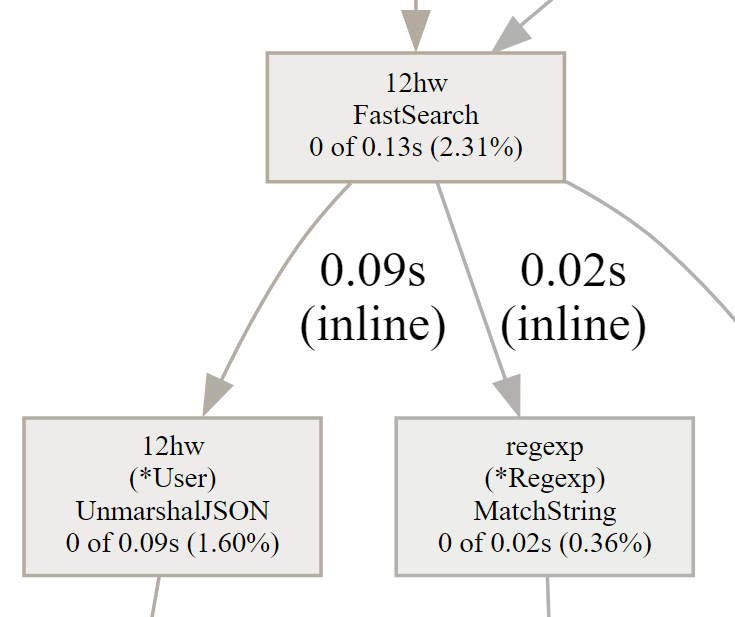 12hw
FastSearch
0 of 0.13s (2.31%)
0.09s
(inline)
0.02s
(inline)
12hw
(*User)
UnmarshalJSON
0 of 0.09s (1.60%)
regexp
(*Regexp)
MatchString
0 of 0.02s (0.36%)